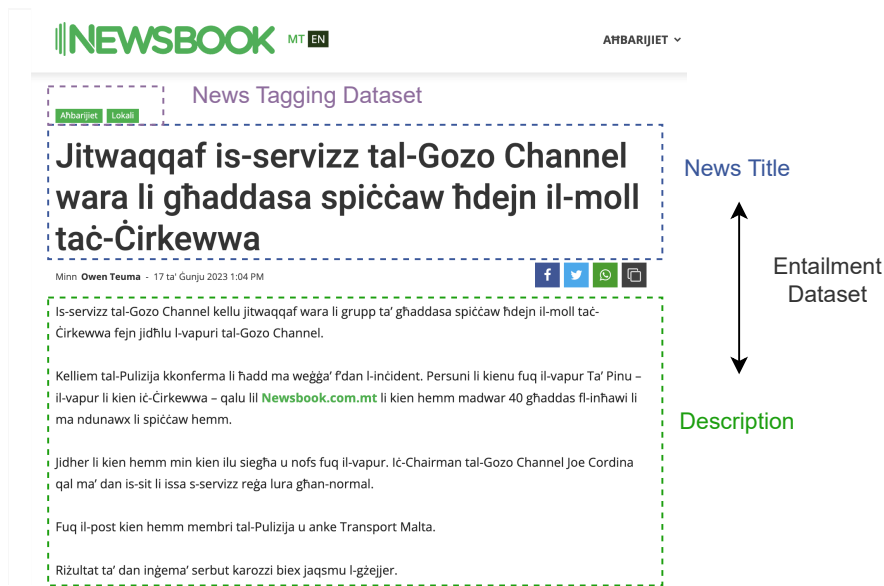 NEWSBOOK MT EN AĦBARIJIET
News Tagging Dataset
Aħbarijiet Lokali
Jitwaqqaf is-servizz tal-Gozo Channel
wara li għaddasa spiċċaw ħdejn il-moll
taċ-Ċirkewwa
News Title
Minn Owen Teuma - 17 ta' Ġunju 2023 1:04 PM
Entailment
Dataset
Is-servizz tal-Gozo Channel kellu jitwaqqaf wara li grupp ta’ għaddasa spiċċaw ħdejn il-moll taċ-
Ċirkewwa fejn jidħlu l-vapuri tal-Gozo Channel.
Kelliem tal-Pulizija kkonferma li ħadd ma weġġa’ f’dan l-inċident. Persuni li kienu fuq il-vapur Ta’ Pinu –
il-vapur li kien iċ-Ċirkewwa – qalu lil Newsbook.com.mt li kien hemm madwar 40 għaddas fl-inħawi li
ma ndunawx li spiċċaw hemm.
Description
Jidher li kien hemm min kien ilu siegħa u nofs fuq il-vapur. Iċ-Chairman tal-Gozo Channel Joe Cordina
qal ma’ dan is-sit li issa s-servizz reġa lura għan-normal.
Fuq il-post kien hemm membri tal-Pulizija u anke Transport Malta.
Riżultat ta’ dan inġema’ serbut karozzi biex jaqsmu l-gżejjer.